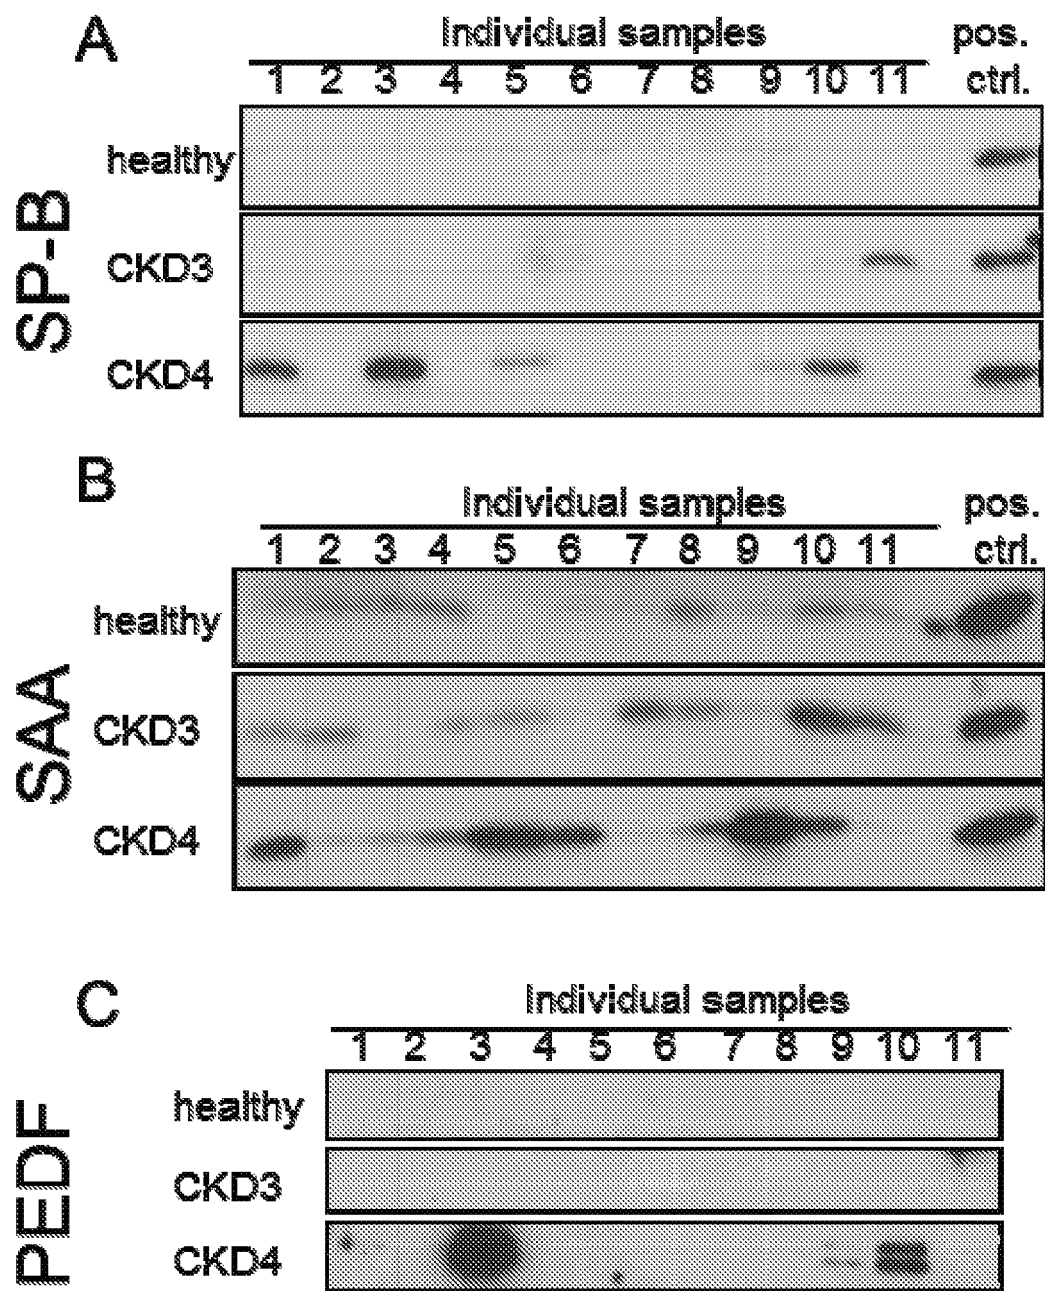 A
Individual samples pos.
1 2 3 4 5 6 7 8 9 10 11 ctrl.
SP-B
healthy
CKD3
CKD4
B
Individual samples pos.
1 2 3 4 5 6 7 8 9 10 11 ctrl.
SAA
healthy
CKD3
CKD4
C
Individual samples
1 2 3 4 5 6 7 8 9 10 11
PEDF
healthy
CKD3
CKD4